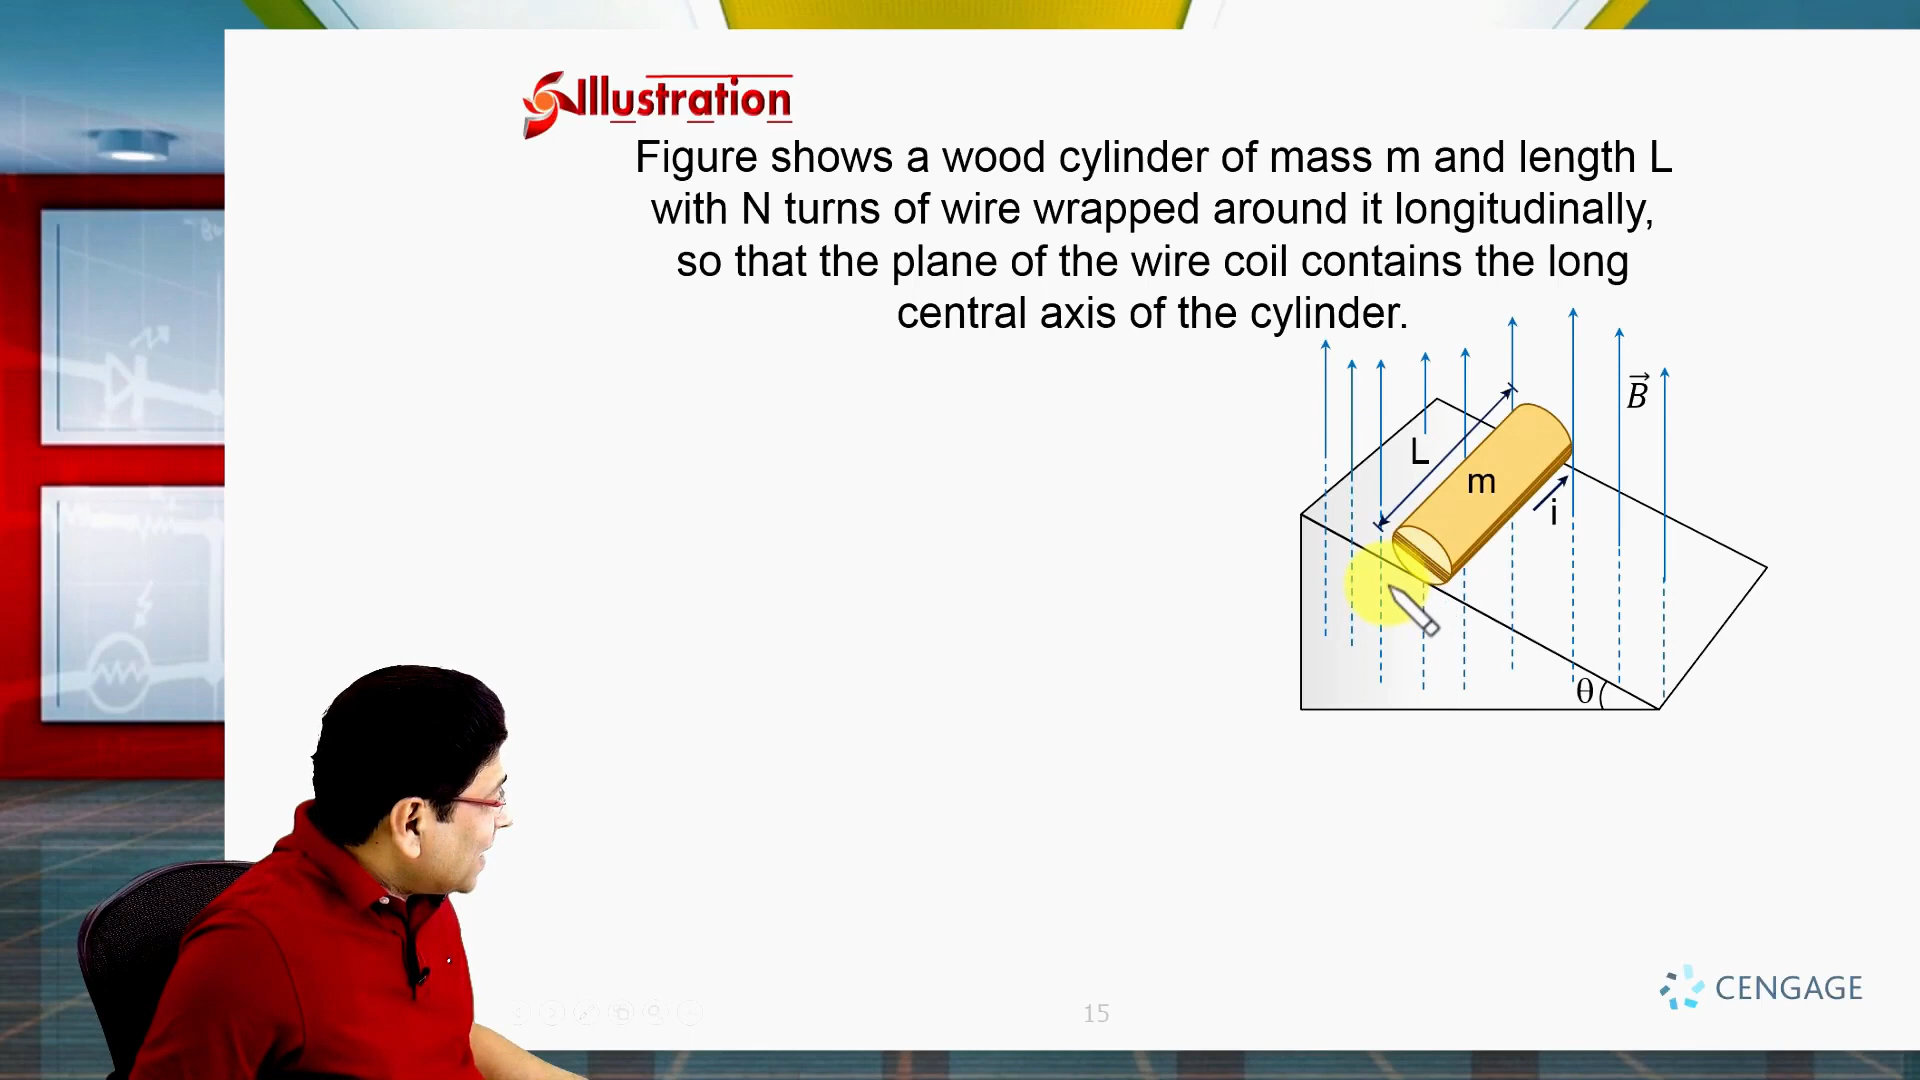 Illustration
Figure shows a wood cylinder of mass m and length L
with N turns of wire wrapped around it longitudinally,
so that the plane of the wire coil contains the long
central axis of the cylinder.
B
L
m
i
θ
CENGAGE
15